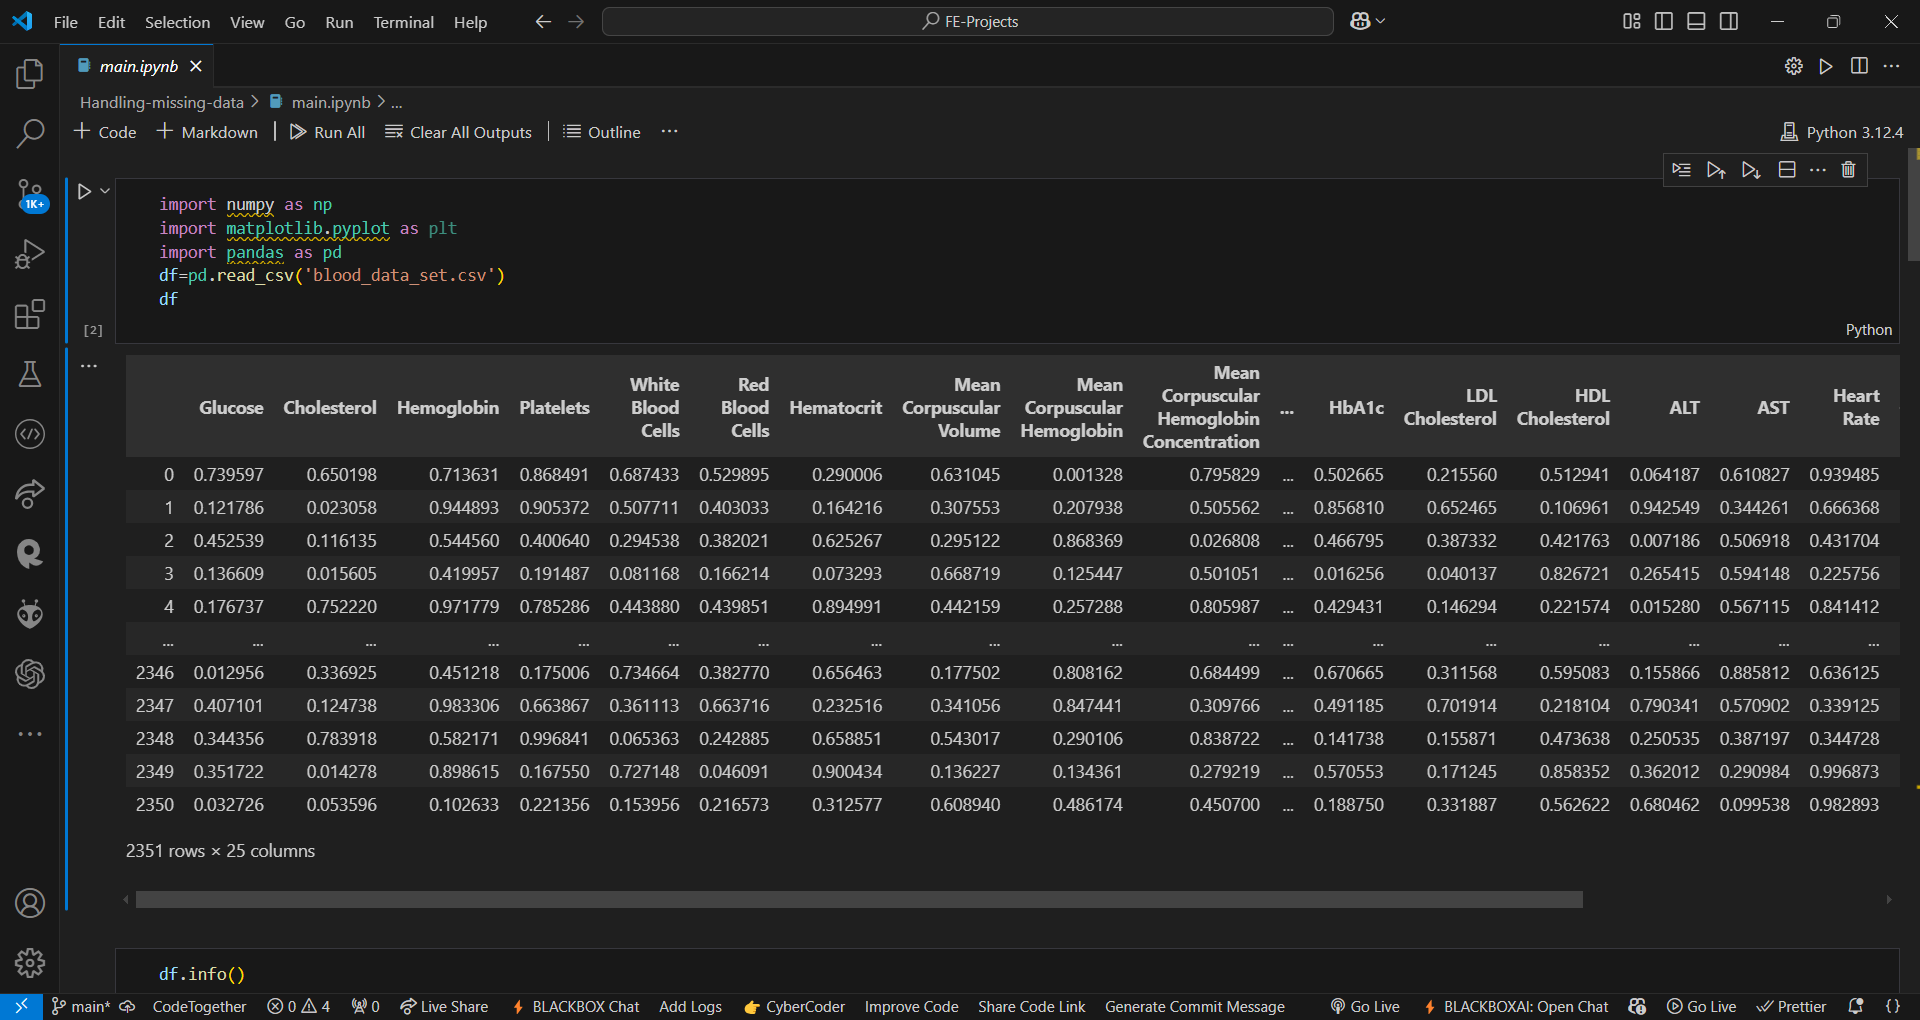 File Edit Selection View Go Run Terminal Help
FE-Projects
main.ipynb
Handling-missing-data > main.ipynb > ...
+ Code + Markdown Run All Clear All Outputs Outline ...
Python 3.12.4
1K+
import numpy as np
import matplotlib.pyplot as plt
import pandas as pd
df=pd.read_csv('blood_data_set.csv')
df
[2]
Python
Glucose Cholesterol Hemoglobin Platelets White Blood Cells Red Blood Cells Hematocrit Mean Corpuscular Volume Mean Corpuscular Hemoglobin Mean Corpuscular Hemoglobin Concentration ... HbA1c LDL Cholesterol HDL Cholesterol ALT AST Heart Rate
0 0.739597 0.650198 0.713631 0.868491 0.687433 0.529895 0.290006 0.631045 0.001328 0.795829 ... 0.502665 0.215560 0.512941 0.064187 0.610827 0.939485
1 0.121786 0.023058 0.944893 0.905372 0.507711 0.403033 0.164216 0.307553 0.207938 0.505562 ... 0.856810 0.652465 0.106961 0.942549 0.344261 0.666368
2 0.452539 0.116135 0.544560 0.400640 0.294538 0.382021 0.625267 0.295122 0.868369 0.026808 ... 0.466795 0.387332 0.421763 0.007186 0.506918 0.431704
3 0.136609 0.015605 0.419957 0.191487 0.081168 0.166214 0.073293 0.668719 0.125447 0.501051 ... 0.016256 0.040137 0.826721 0.265415 0.594148 0.225756
4 0.176737 0.752220 0.971779 0.785286 0.443880 0.439851 0.894991 0.442159 0.257288 0.805987 ... 0.429431 0.146294 0.221574 0.015280 0.567115 0.841412
... ... ... ... ... ... ... ... ... ... ... ... ... ... ... ... ... ...
2346 0.012956 0.336925 0.451218 0.175006 0.734664 0.382770 0.656463 0.177502 0.808162 0.684499 ... 0.670665 0.311568 0.595083 0.155866 0.885812 0.636125
2347 0.407101 0.124738 0.983306 0.663867 0.361113 0.663716 0.232516 0.341056 0.847441 0.309766 ... 0.491185 0.701914 0.218104 0.790341 0.570902 0.339125
2348 0.344356 0.783918 0.582171 0.996841 0.065363 0.242885 0.658851 0.543017 0.290106 0.838722 ... 0.141738 0.155871 0.473638 0.250535 0.387197 0.344728
2349 0.351722 0.014278 0.898615 0.167550 0.727148 0.046091 0.900434 0.136227 0.134361 0.279219 ... 0.570553 0.171245 0.858352 0.362012 0.290984 0.996873
2350 0.032726 0.053596 0.102633 0.221356 0.153956 0.216573 0.312577 0.608940 0.486174 0.450700 ... 0.188750 0.331887 0.562622 0.680462 0.099538 0.982893
2351 rows × 25 columns
df.info()
main* CodeTogether 0 4 0 Live Share BLACKBOX Chat Add Logs CyberCoder Improve Code Share Code Link Generate Commit Message Go Live BLACKBOXAI: Open Chat Go Live Prettier {}